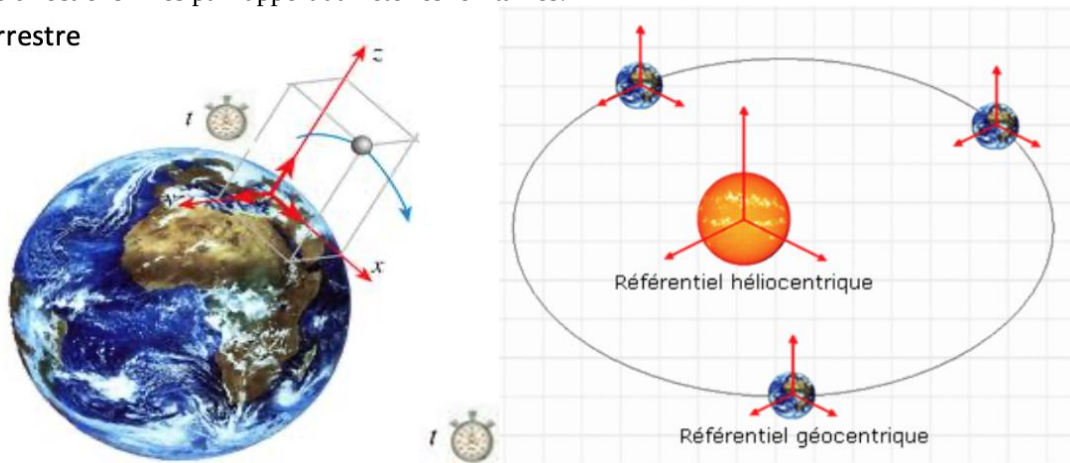 rrestre
z
t
y
x
Référentiel héliocentrique
t
Référentiel géocentrique